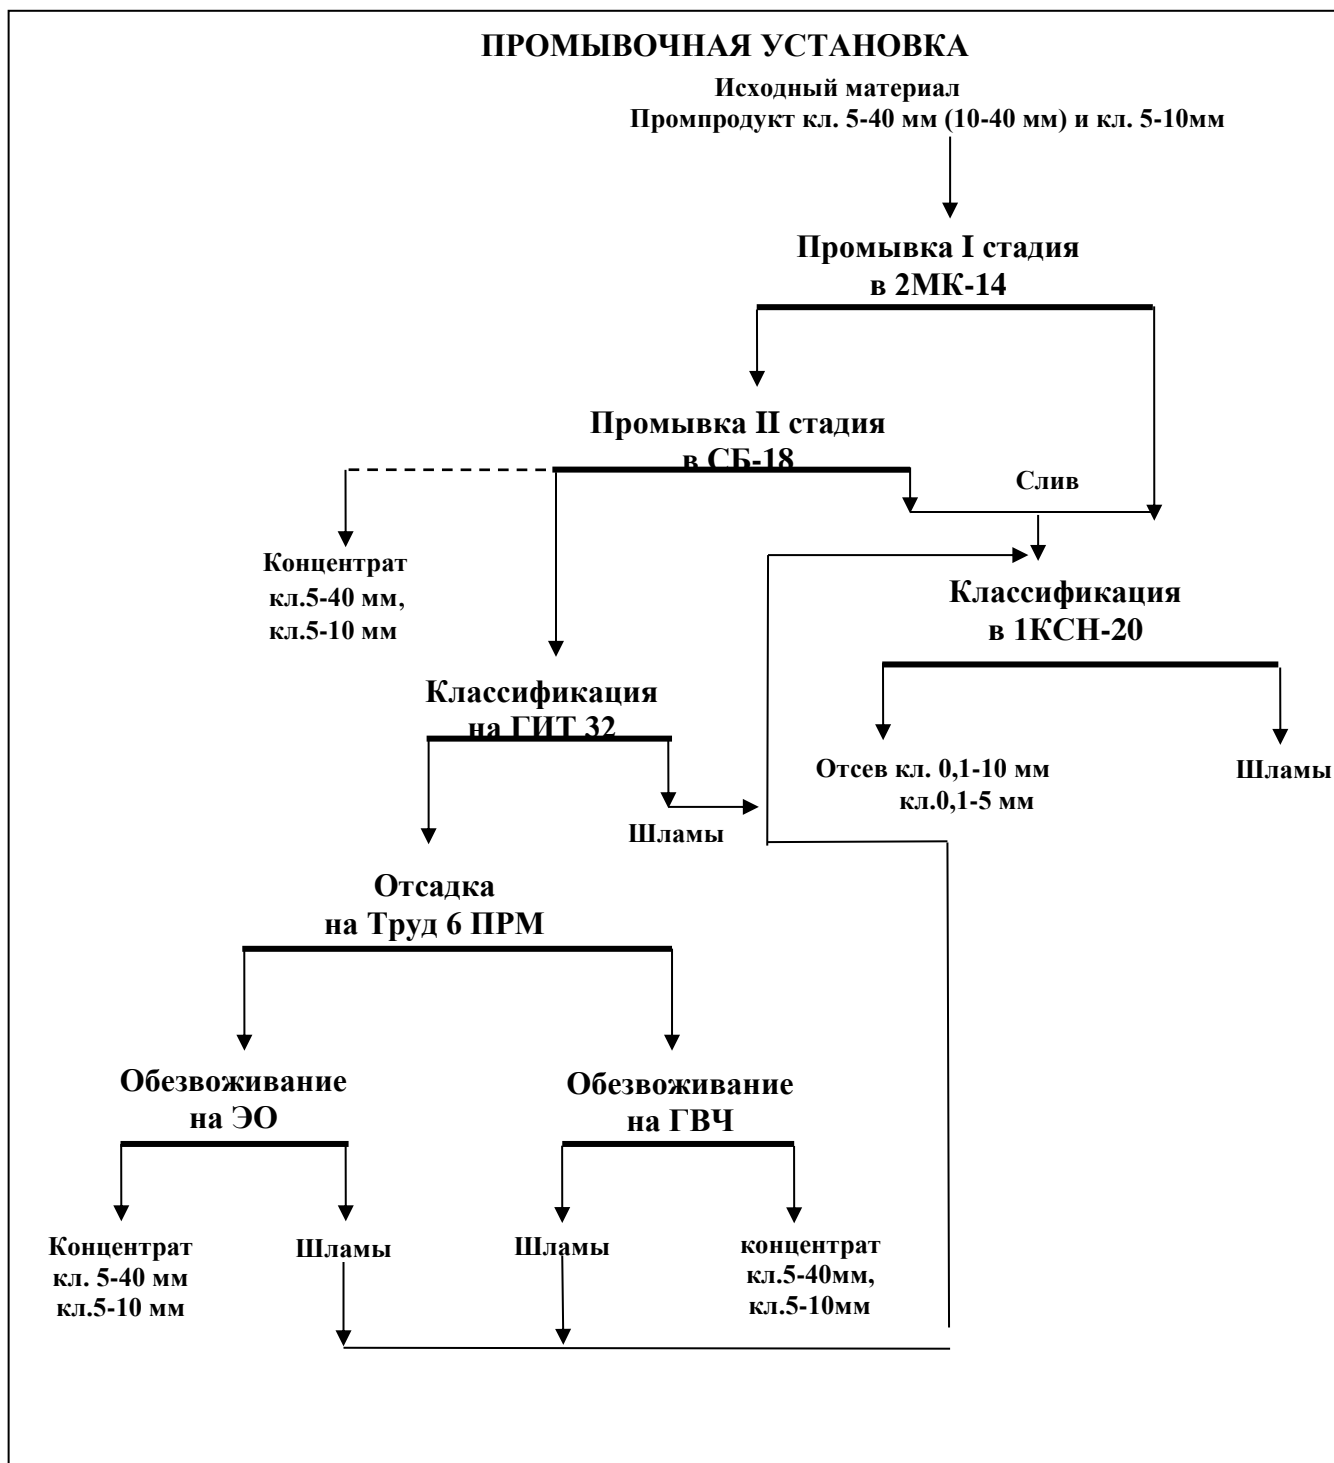 ПРОМЫВОЧНАЯ УСТАНОВКА
Исходный материал
Промпродукт кл. 5-40 мм (10-40 мм) и кл. 5-10мм
Промывка I стадия
в 2МК-14
Промывка II стадия
в СБ-18
Слив
Концентрат
кл.5-40 мм,
кл.5-10 мм
Классификация
в 1КСН-20
Классификация
на ГИТ 32
Отсев кл. 0,1-10 мм
кл.0,1-5 мм
Шламы
Шламы
Отсадка
на Труд 6 ПРМ
Обезвоживание
на ЭО
Обезвоживание
на ГВЧ
Концентрат
кл. 5-40 мм
кл.5-10 мм
Шламы
Шламы
концентрат
кл.5-40мм,
кл.5-10мм